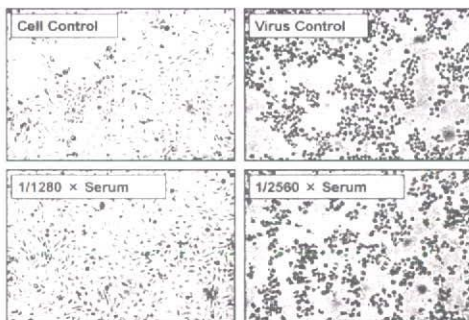 Cell Control
Virus Control
1/1280 × Serum
1/2560 × Serum